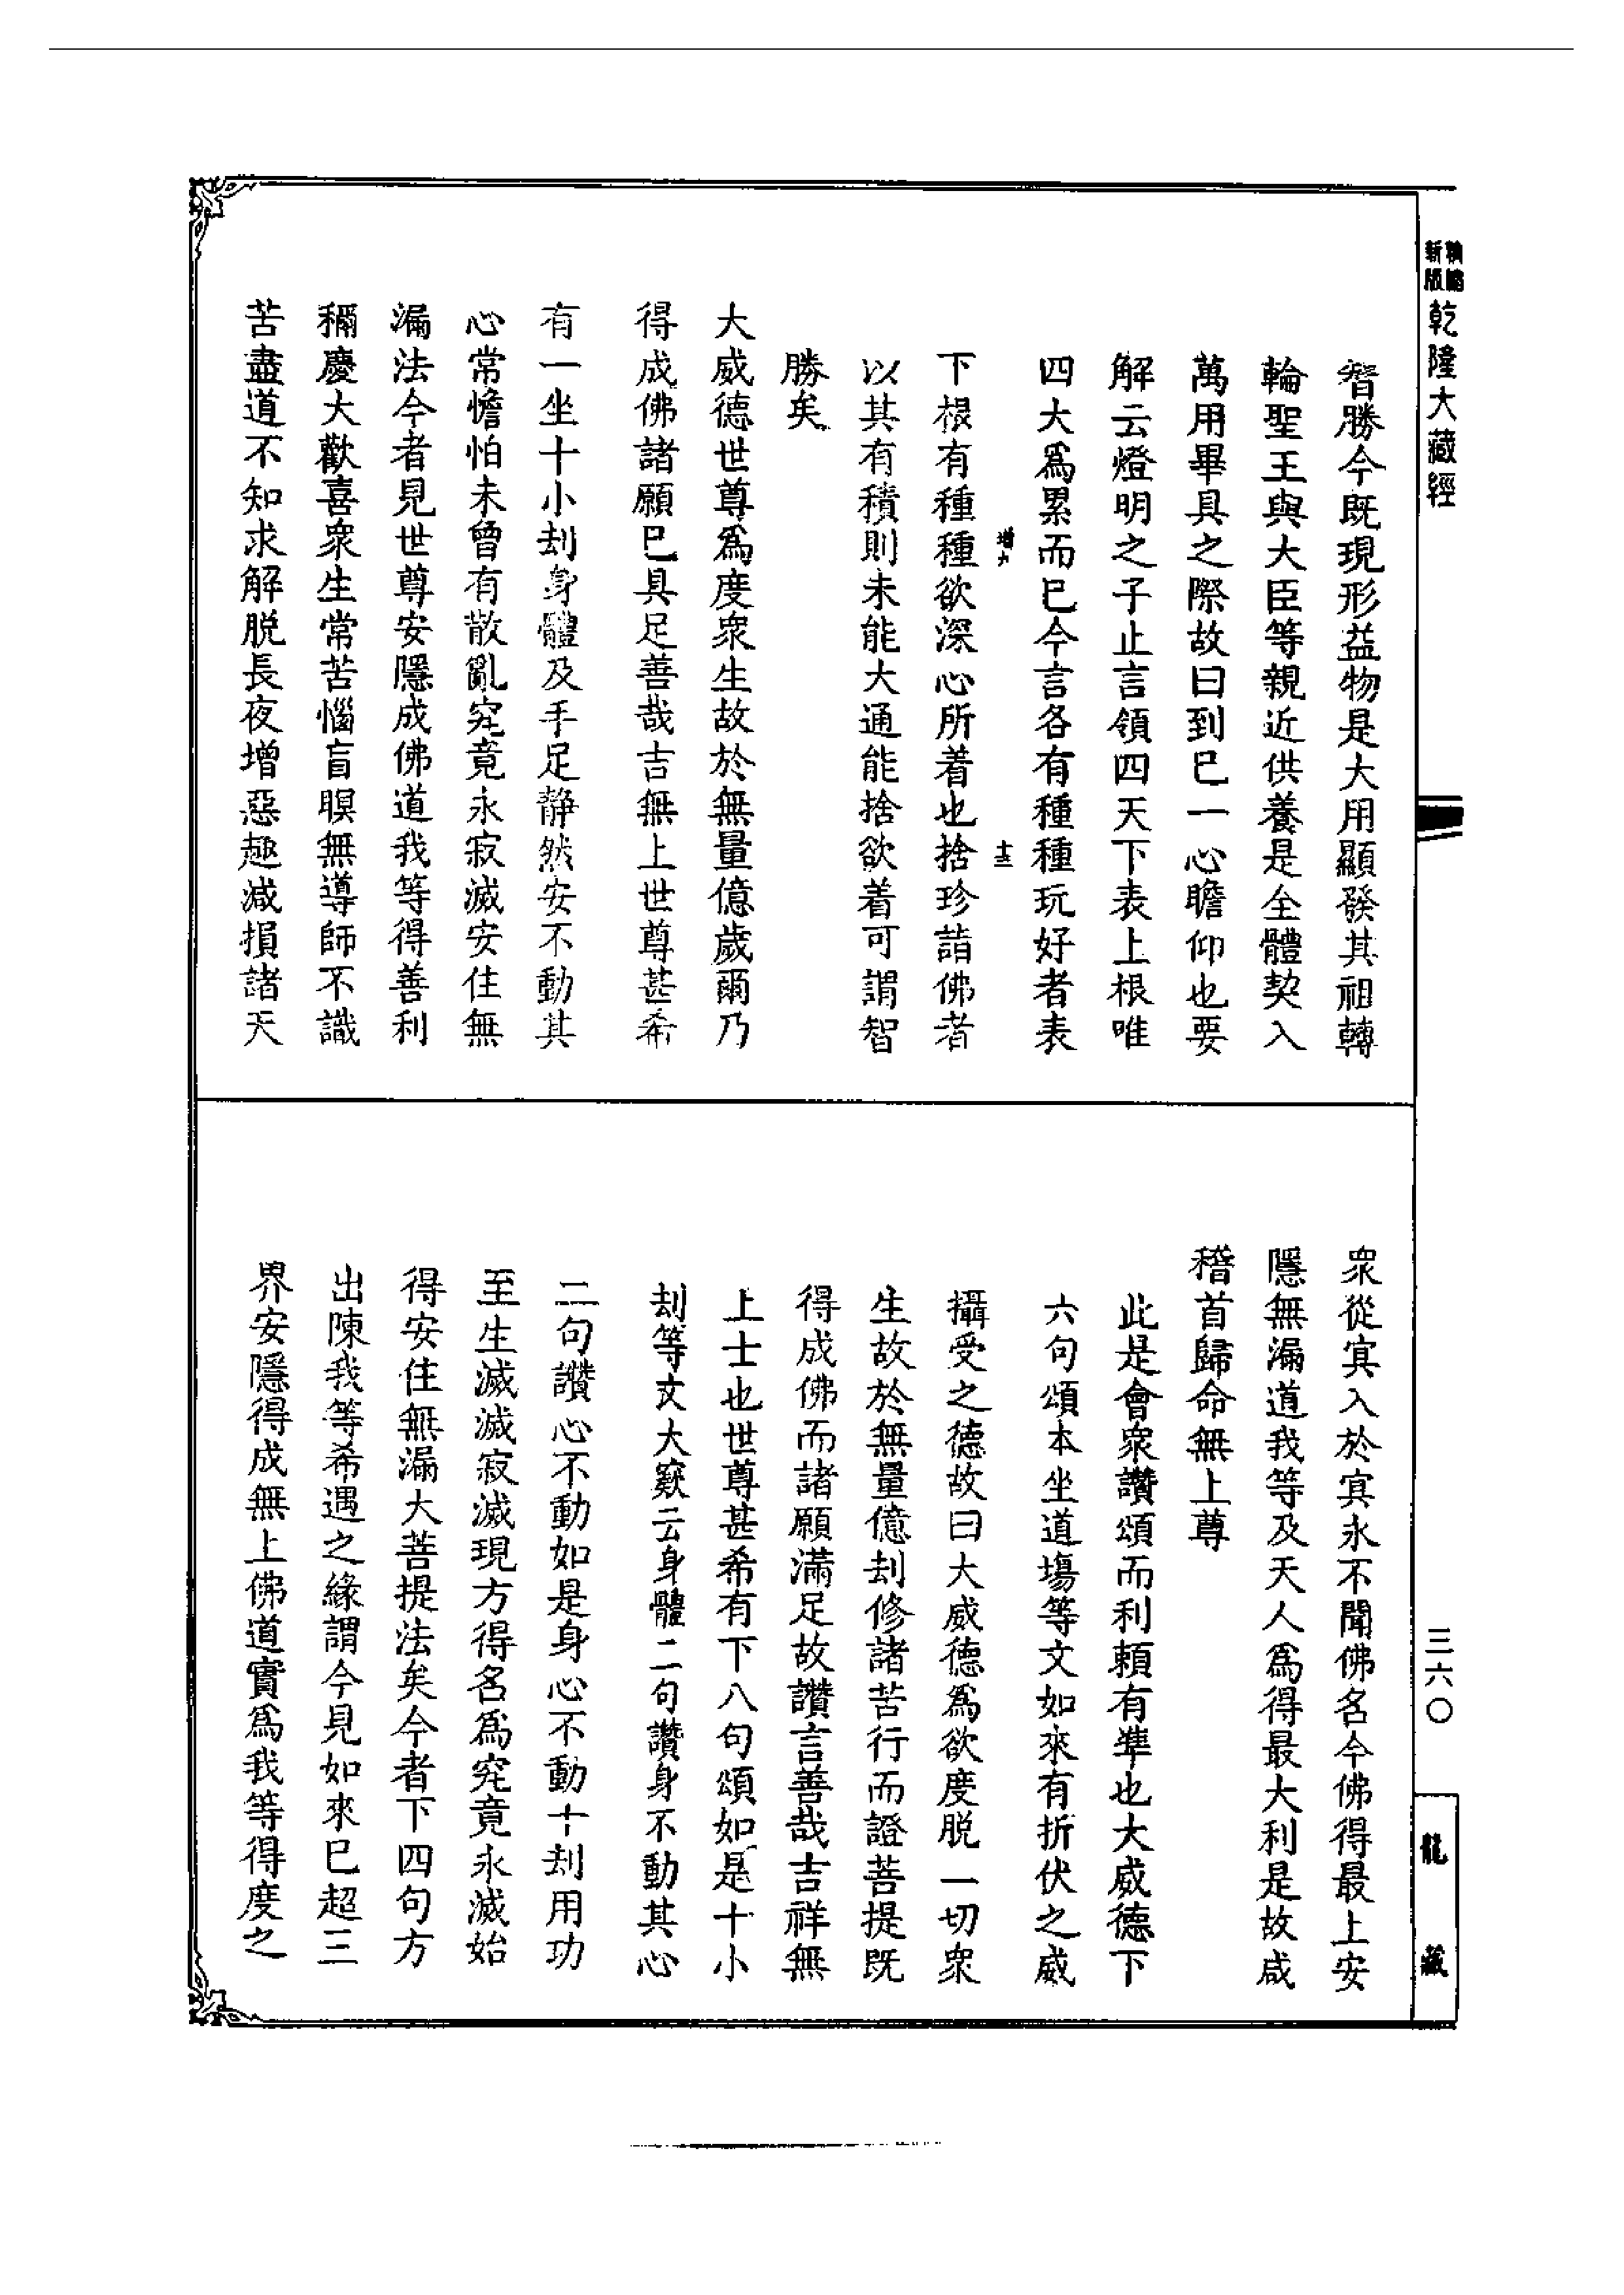 精縮新版乾隆大藏經
三六〇
龍藏
智勝今既現形益物是大用顯發其祖轉
輪聖王與大臣等親近供養是全體契入
萬用畢具之際故曰到巳一心瞻仰也要
解云燈明之子止言領四天下表上根唯
四大爲累而巳今言各有種種玩好者表
下根有種種欲深心所着也捨珍詣佛者
以其有積則未能大通能捨欲着可謂智
勝矣
大威德世尊爲度衆生故於無量億歲爾乃
得成佛諸願巳具足善哉吉無上世尊甚希
有一坐十小刦身體及手足静然安不動其
心常憺怕未曾有散亂究竟永寂滅安住無
漏法今者見世尊安隱成佛道我等得善利
稱慶大歡喜衆生常苦惱盲瞑無導師不識
苦盡道不知求解脱長夜增惡趣減損諸天
衆從冥入於冥永不聞佛名今佛得最上安
隱無漏道我等及天人爲得最大利是故咸
稽首歸命無上尊
此是會衆讚頌而利賴有準也大威德下
六句頌本坐道場等文如來有折伏之威
攝受之德故曰大威德爲欲度脱一切衆
生故於無量億刦修諸苦行而證菩提既
得成佛而諸願滿足故讚言善哉吉祥無
上士也世尊甚希有下八句頌如是十小
刦等文大窾云身體二句讚身不動其心
二句讚心不動如是身心不動十刦用功
至生滅滅寂滅現方得名爲究竟永滅始
得安住無漏大菩提法矣今者下四句方
出陳我等希遇之緣謂今見如來巳超三
界安隱得成無上佛道實爲我等得度之